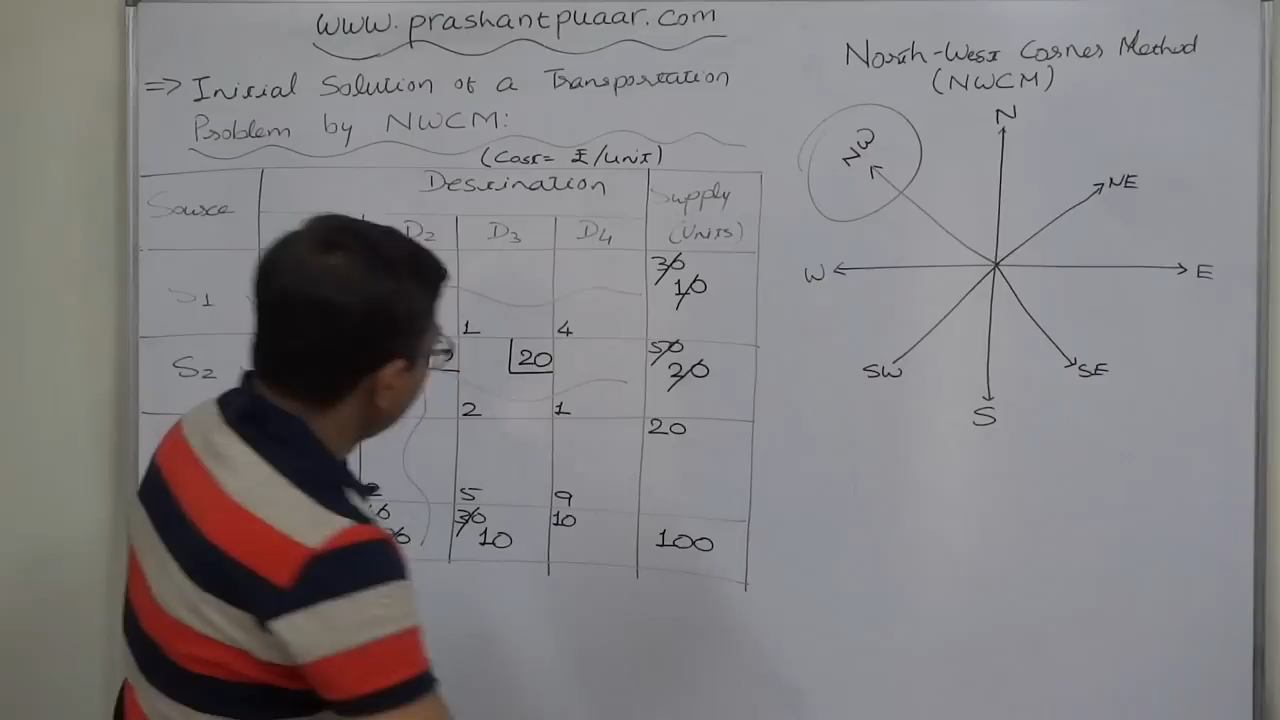 www.prashantpuaar.com
North-West Corner Method
(NWCM)
=> Initial Solution of a Transportation
Problem by NWCM:
(Cost = ₹/Unit)
Source Destination Supply
(Units)
D2 D3 D4
S1 30 10
1 4
S2 20 50 20
2 1
20
2 5 9
30 10 10 100
N
NE
E
SE
S
SW
W
NW